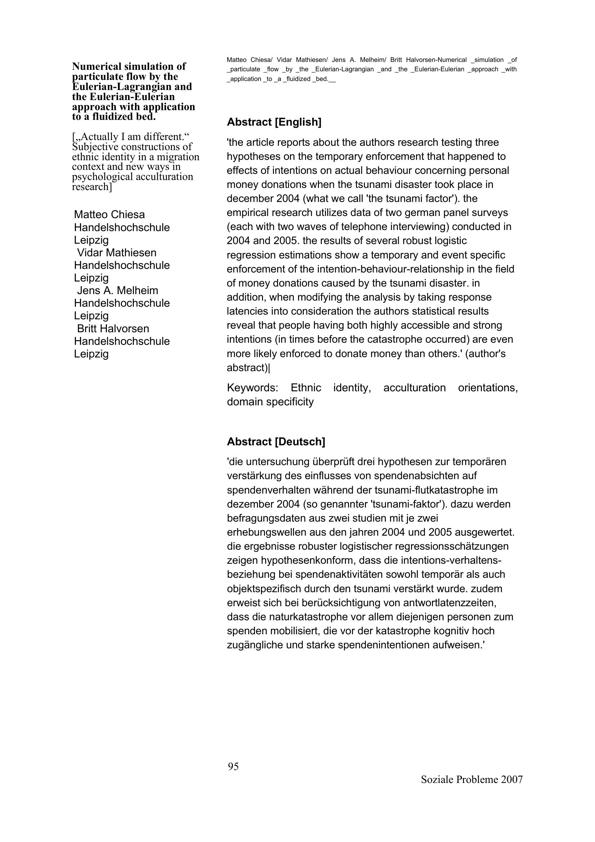 Numerical simulation of
particulate flow by the
Eulerian-Lagrangian and
the Eulerian-Eulerian
approach with application
to a fluidized bed.
[„Actually I am different.“
Subjective constructions of
ethnic identity in a migration
context and new ways in
psychological acculturation
research]
Matteo Chiesa
Handelshochschule
Leipzig
Vidar Mathiesen
Handelshochschule
Leipzig
Jens A. Melheim
Handelshochschule
Leipzig
Britt Halvorsen
Handelshochschule
Leipzig
Matteo Chiesa/ Vidar Mathiesen/ Jens A. Melheim/ Britt Halvorsen-Numerical _simulation _of
_particulate _flow _by _the _Eulerian-Lagrangian _and _the _Eulerian-Eulerian _approach _with
_application _to _a _fluidized _bed.__
Abstract [English]
'the article reports about the authors research testing three
hypotheses on the temporary enforcement that happened to
effects of intentions on actual behaviour concerning personal
money donations when the tsunami disaster took place in
december 2004 (what we call 'the tsunami factor'). the
empirical research utilizes data of two german panel surveys
(each with two waves of telephone interviewing) conducted in
2004 and 2005. the results of several robust logistic
regression estimations show a temporary and event specific
enforcement of the intention-behaviour-relationship in the field
of money donations caused by the tsunami disaster. in
addition, when modifying the analysis by taking response
latencies into consideration the authors statistical results
reveal that people having both highly accessible and strong
intentions (in times before the catastrophe occurred) are even
more likely enforced to donate money than others.' (author's
abstract)|
Keywords: Ethnic identity, acculturation orientations,
domain specificity
Abstract [Deutsch]
'die untersuchung überprüft drei hypothesen zur temporären
verstärkung des einflusses von spendenabsichten auf
spendenverhalten während der tsunami-flutkatastrophe im
dezember 2004 (so genannter 'tsunami-faktor'). dazu werden
befragungsdaten aus zwei studien mit je zwei
erhebungswellen aus den jahren 2004 und 2005 ausgewertet.
die ergebnisse robuster logistischer regressionsschätzungen
zeigen hypothesenkonform, dass die intentions-verhaltens-
beziehung bei spendenaktivitäten sowohl temporär als auch
objektspezifisch durch den tsunami verstärkt wurde. zudem
erweist sich bei berücksichtigung von antwortlatenzzeiten,
dass die naturkatastrophe vor allem diejenigen personen zum
spenden mobilisiert, die vor der katastrophe kognitiv hoch
zugängliche und starke spendenintentionen aufweisen.'
95
Soziale Probleme 2007